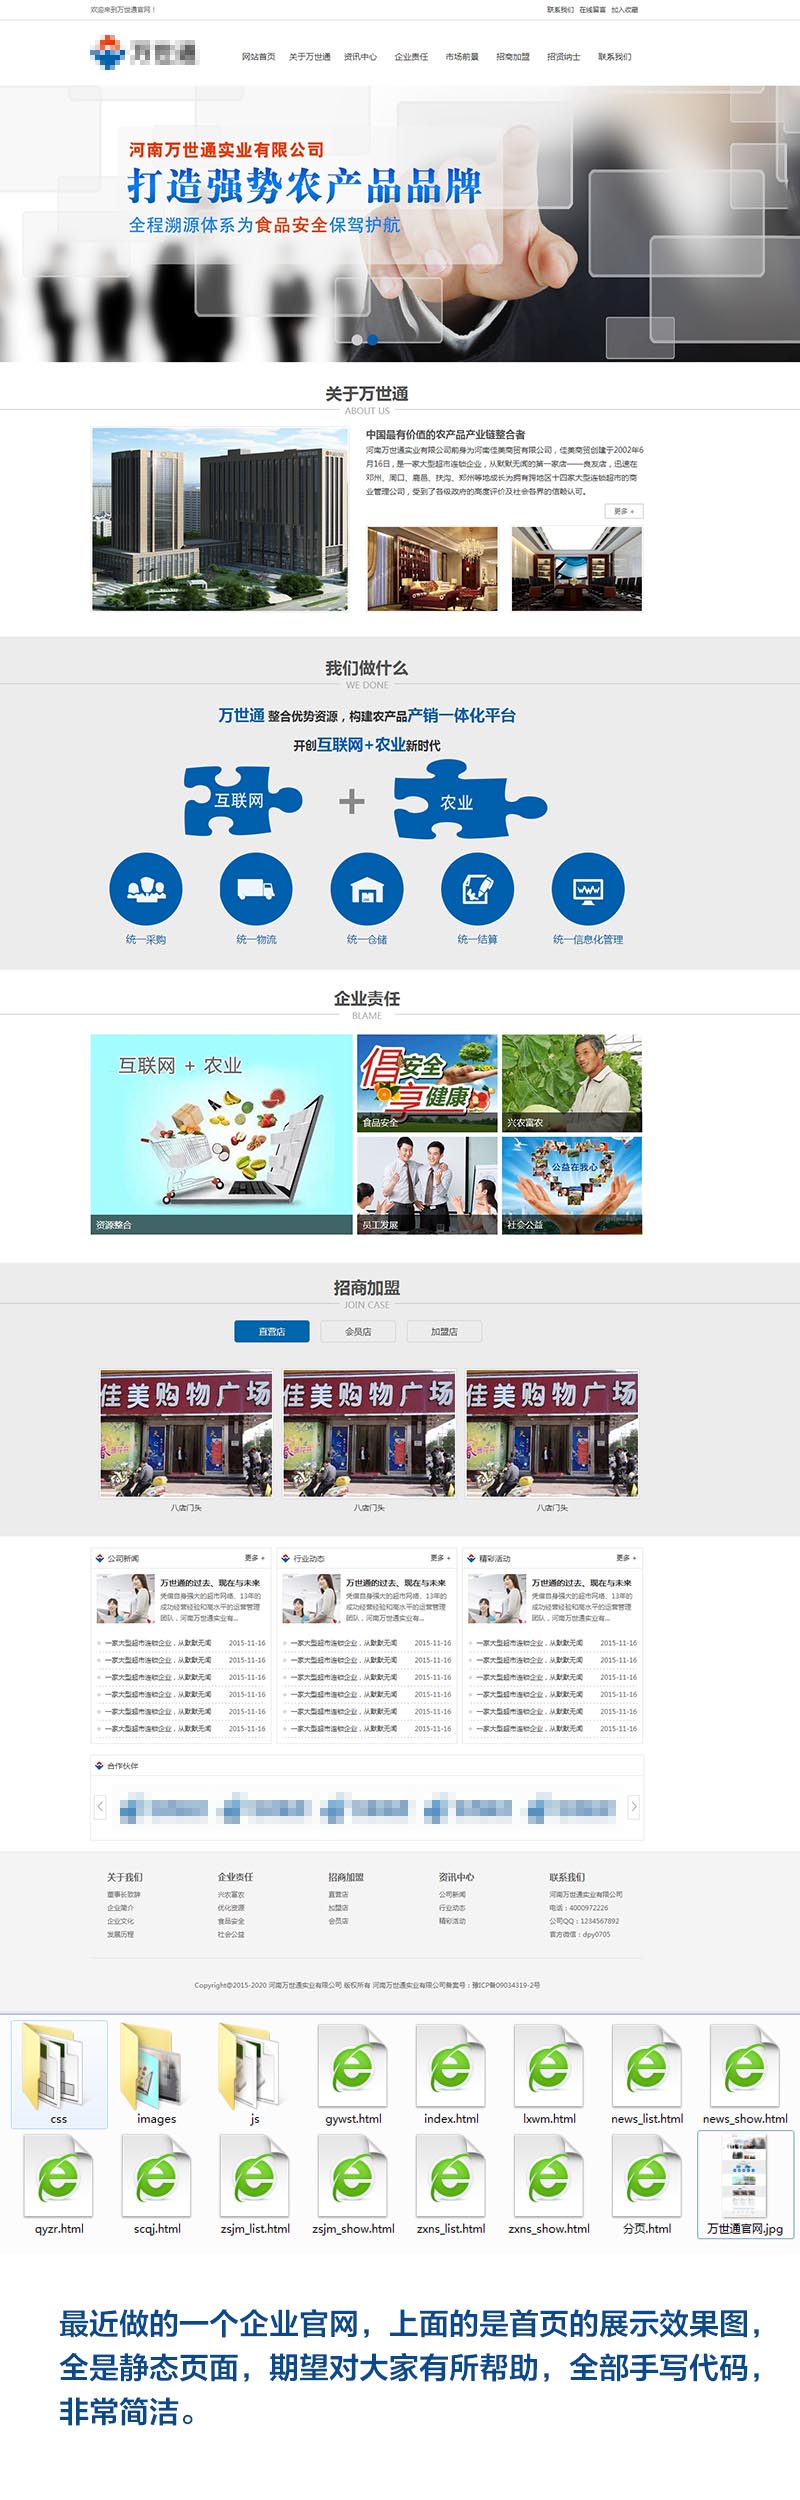 欢迎来到万世通官网！
联系我们 在线留言 加入收藏
网站首页 关于万世通 资讯中心 企业责任 市场前景 招商加盟 招贤纳士 联系我们
河南万世通实业有限公司
打造强势农产品品牌
全程溯源体系为食品安全保驾护航
关于万世通
ABOUT US
中国最有价值的农产品产业链整合者
河南万世通实业有限公司前身为河南佳美商贸有限公司，佳美商贸创建于2002年6
月16日，是一家大型超市连锁企业，从默默无闻的第一家店——良友店，迅速在
邓州、周口、鹿邑、扶沟、郑州等地成长为拥有跨地区十四家大型连锁超市的商
业管理公司，受到了各级政府的高度评价及社会各界的信赖认可。
更多 +
我们做什么
WE DONE
万世通 整合优势资源，构建农产品产销一体化平台
开创互联网+农业新时代
互联网 + 农业
统一采购 统一物流 统一仓储 统一结算 统一信息化管理
企业责任
BLAME
互联网 + 农业
资源整合
倡安全
享健康
食品安全
兴农富农
员工发展
公益在我心
社会公益
招商加盟
JOIN CASE
直营店 会员店 加盟店
佳美购物广场 佳美购物广场 佳美购物广场
八店门头 八店门头 八店门头
公司新闻 更多 + 行业动态 更多 + 精彩活动 更多 +
万世通的过去、现在与未来 万世通的过去、现在与未来 万世通的过去、现在与未来
凭借自身强大的超市网络、13年的 凭借自身强大的超市网络、13年的 凭借自身强大的超市网络、13年的
成功经营经验和高水平的运营管理 成功经营经验和高水平的运营管理 成功经营经验和高水平的运营管理
团队，河南万世通实业有... 团队，河南万世通实业有... 团队，河南万世通实业有...
一家大型超市连锁企业，从默默无闻 2015-11-16 一家大型超市连锁企业，从默默无闻 2015-11-16 一家大型超市连锁企业，从默默无闻 2015-11-16
一家大型超市连锁企业，从默默无闻 2015-11-16 一家大型超市连锁企业，从默默无闻 2015-11-16 一家大型超市连锁企业，从默默无闻 2015-11-16
一家大型超市连锁企业，从默默无闻 2015-11-16 一家大型超市连锁企业，从默默无闻 2015-11-16 一家大型超市连锁企业，从默默无闻 2015-11-16
一家大型超市连锁企业，从默默无闻 2015-11-16 一家大型超市连锁企业，从默默无闻 2015-11-16 一家大型超市连锁企业，从默默无闻 2015-11-16
一家大型超市连锁企业，从默默无闻 2015-11-16 一家大型超市连锁企业，从默默无闻 2015-11-16 一家大型超市连锁企业，从默默无闻 2015-11-16
一家大型超市连锁企业，从默默无闻 2015-11-16 一家大型超市连锁企业，从默默无闻 2015-11-16 一家大型超市连锁企业，从默默无闻 2015-11-16
合作伙伴
关于我们 企业责任 招商加盟 资讯中心 联系我们
董事长致辞 兴农富农 直营店 公司新闻 河南万世通实业有限公司
企业简介 优化资源 加盟店 行业动态 电话：4000972226
企业文化 食品安全 会员店 精彩活动 公司QQ：1234567892
发展历程 社会公益 官方微信：dpy0705
Copyright@2015-2020 河南万世通实业有限公司 版权所有 河南万世通实业有限公司备案号：豫ICP备09034319-2号
css images js gywst.html index.html lxwm.html news_list.html news_show.html
qyzr.html scqj.html zsjm_list.html zsjm_show.html zxns_list.html zxns_show.html 分页.html 万世通官网.jpg
最近做的一个企业官网，上面的是首页的展示效果图，
全是静态页面，期望对大家有所帮助，全部手写代码，
非常简洁。